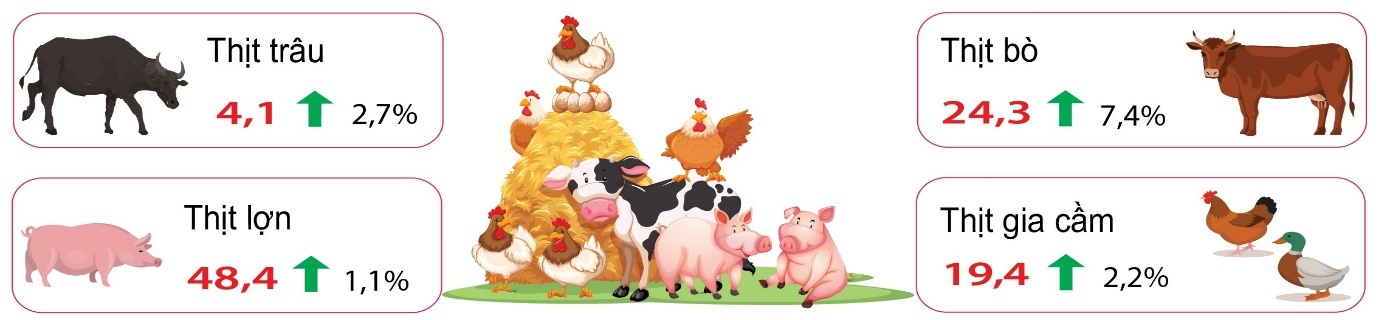 Thịt trâu
4,1 2,7%
Thịt bò
24,3 7,4%
Thịt lợn
48,4 1,1%
Thịt gia cầm
19,4 2,2%